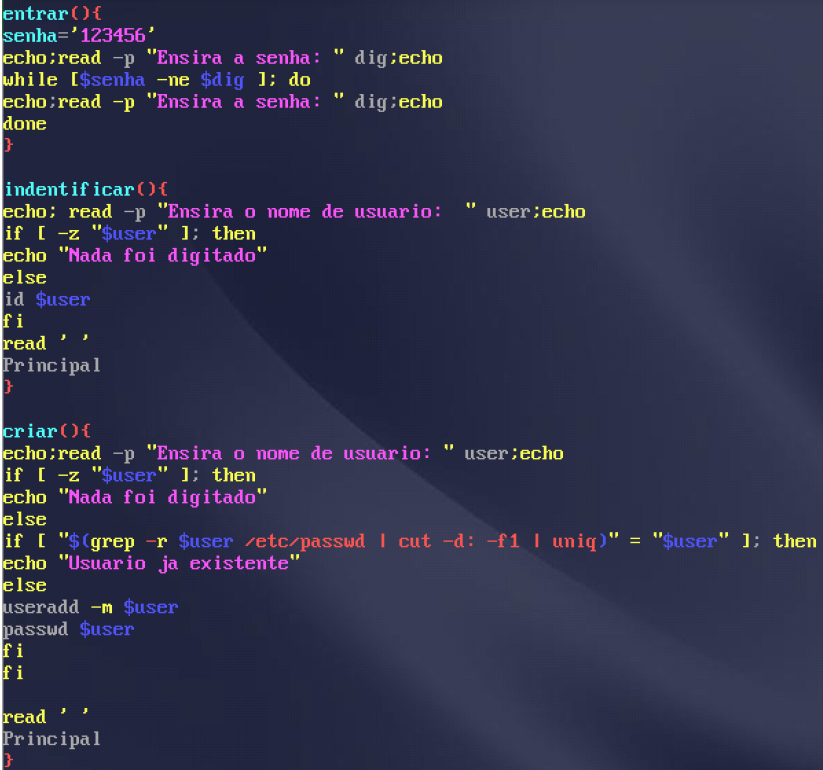 entrar(){
senha='123456'
echo;read -p "Ensira a senha: " dig;echo
while [$senha -ne $dig ]; do
echo;read -p "Ensira a senha: " dig;echo
done
}
indentificar(){
echo; read -p "Ensira o nome de usuario:  " user;echo
if [ -z "$user" ]; then
echo "Nada foi digitado"
else
id $user
fi
read ' '
Principal
}
criar(){
echo;read -p "Ensira o nome de usuario: " user;echo
if [ -z "$user" ]; then
echo "Nada foi digitado"
else
if [ "$(grep -r $user /etc/passwd | cut -d: -f1 | uniq)" = "$user" ]; then
echo "Usuario ja existente"
else
useradd -m $user
passwd $user
fi
fi
read ' '
Principal
}